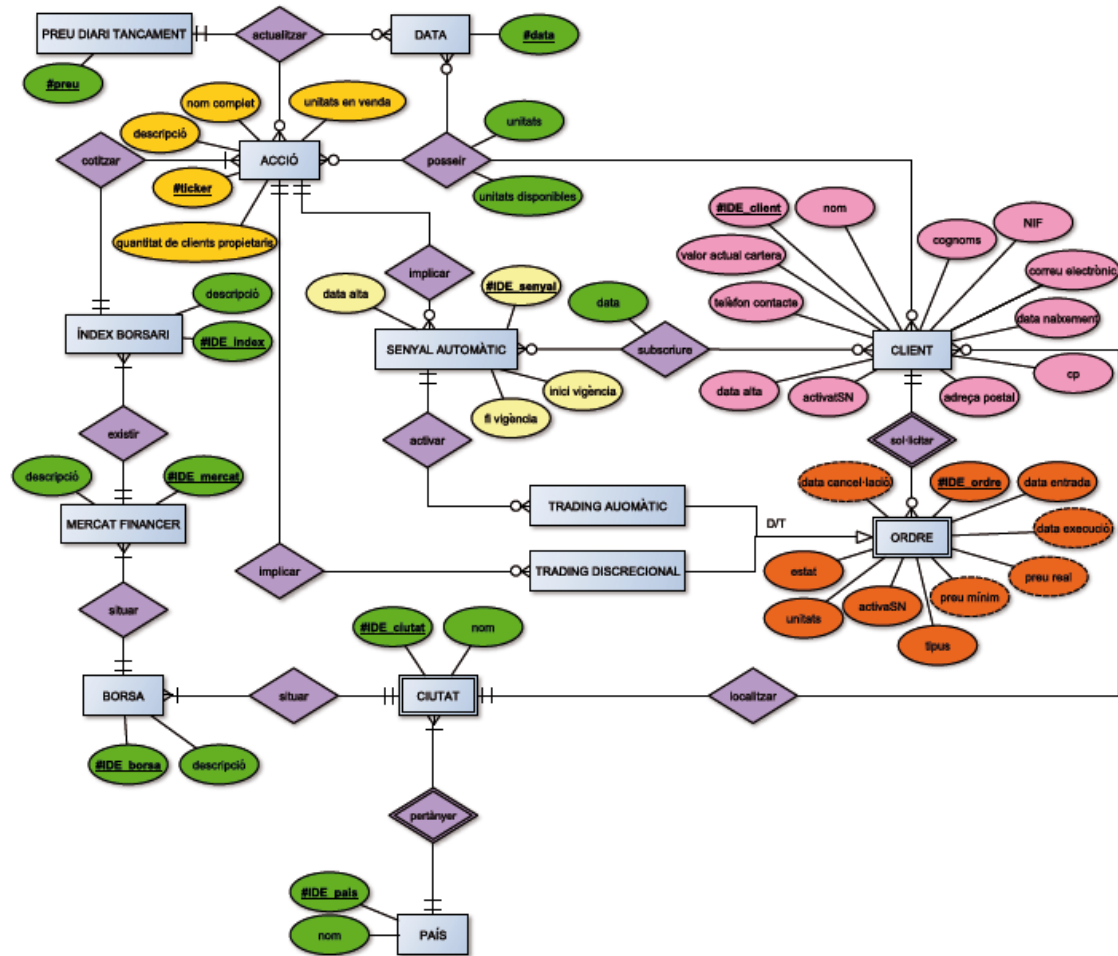 PREU DIARI TANCAMENT
actualitzar
DATA
#data
#preu
nom complet
unitats en venda
descripció
unitats
cotitzar
ACCIÓ
posseir
#ticker
unitats disponibles
#IDE_client
nom
NIF
cognoms
quantitat de clients propietaris
valor actual cartera
correu electrònic
implicar
descripció
data alta
#IDE_senyal
data
telèfon contacte
data naixement
ÍNDEX BORSARI
#IDE_index
SENYAL AUTOMÀTIC
subscriure
CLIENT
inici vigència
cp
data alta
activatSN
adreça postal
fi vigència
existir
activar
sol·licitar
descripció
#IDE_mercat
data cancel·lació
#IDE_ordre
data entrada
MERCAT FINANCER
TRADING AUOMÀTIC
D/T
data execució
ORDRE
implicar
TRADING DISCRECIONAL
estat
preu real
preu mínim
situar
activaSN
unitats
#IDE_ciutat
nom
tipus
BORSA
situar
CIUTAT
localitzar
#IDE_borsa
descripció
pertànyer
#IDE_pais
nom
PAÍS